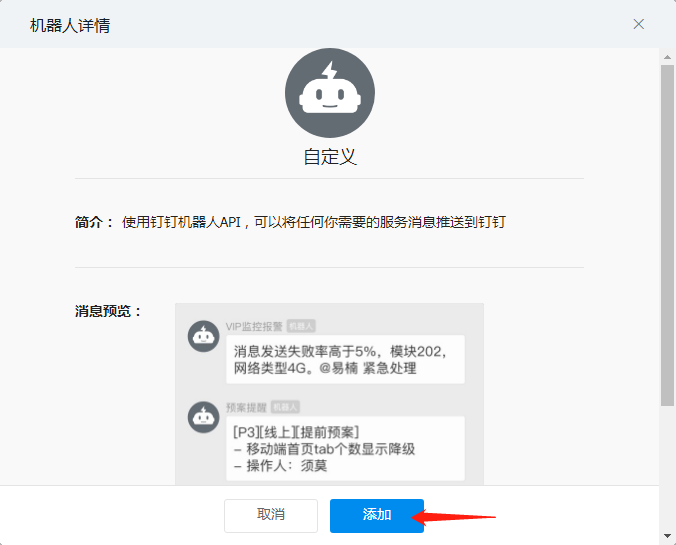 机器人详情
自定义
简介： 使用钉钉机器人API，可以将任何你需要的服务消息推送到钉钉
消息预览：
VIP监控报警 机器人
消息发送失败率高于5%，模块202，
网络类型4G。@易楠 紧急处理
预案提醒 机器人
[P3][线上][提前预案]
- 移动端首页tab个数显示降级
- 操作人：须莫
取消 添加